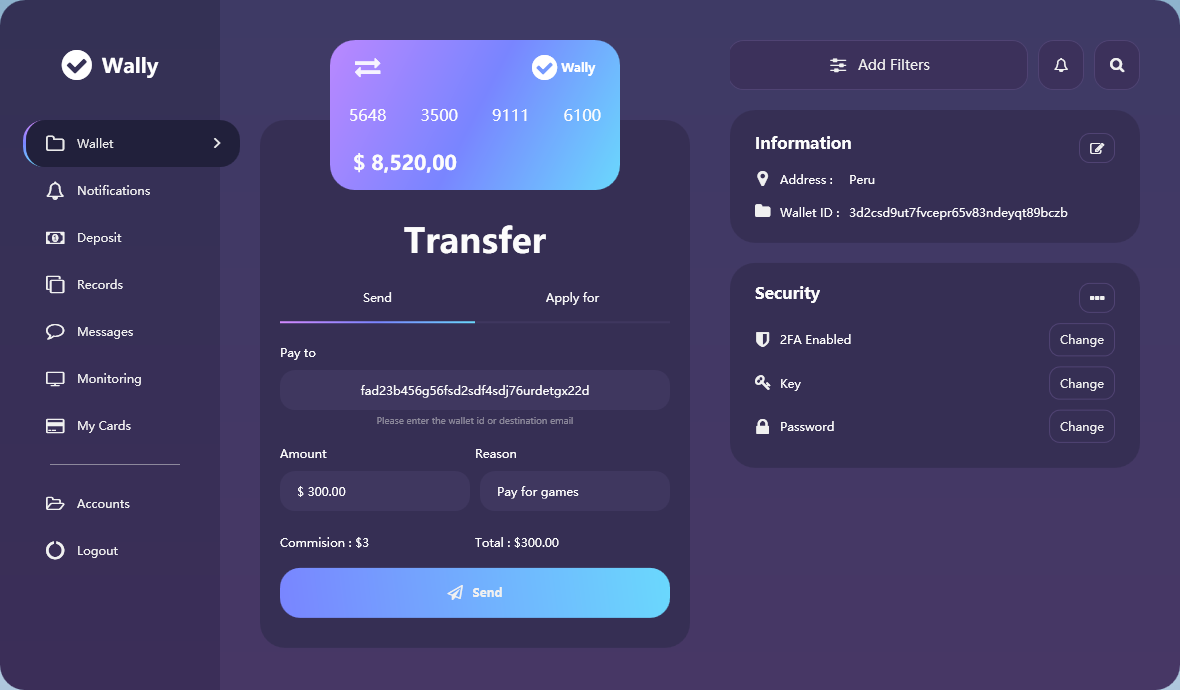 Wally
Wallet
Notifications
Deposit
Records
Messages
Monitoring
My Cards
Accounts
Logout
Wally
5648 3500 9111 6100
$ 8,520,00
Transfer
Send Apply for
Pay to
fad23b456g56fsd2sdf4sdj76urdetgx22d
Please enter the wallet id or destination email
Amount Reason
$ 300.00 Pay for games
Commision : $3 Total : $300.00
Send
Add Filters
Information
Address : Peru
Wallet ID : 3d2csd9ut7fvcepr65v83ndeyqt89bczb
Security
2FA Enabled Change
Key Change
Password Change